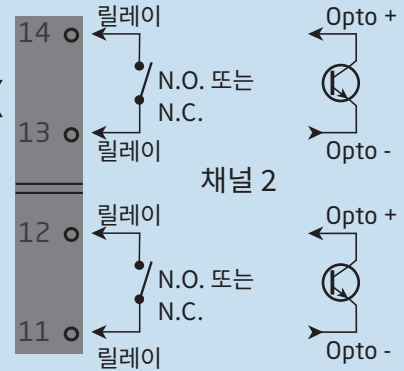 릴레이 Opto +
14
N.O. 또는
N.C.
13
릴레이 Opto -
채널 2
릴레이 Opto +
12
N.O. 또는
N.C.
11
릴레이 Opto -